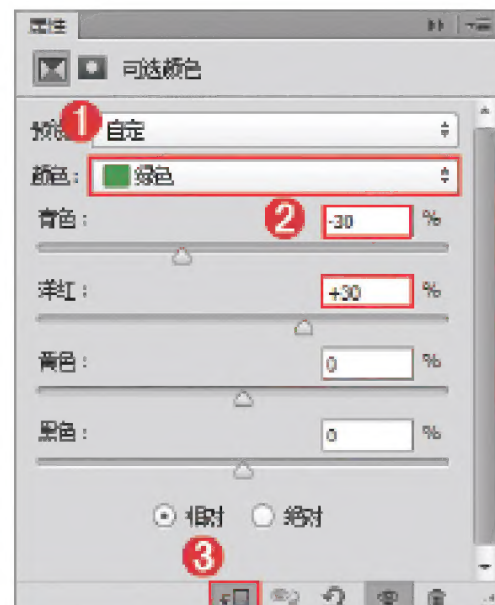 属性
可选颜色
1
预设: 自定
颜色: 绿色
青色: 2 -30 %
洋红: +30 %
黄色: 0 %
黑色: 0 %
相对 绝对
3